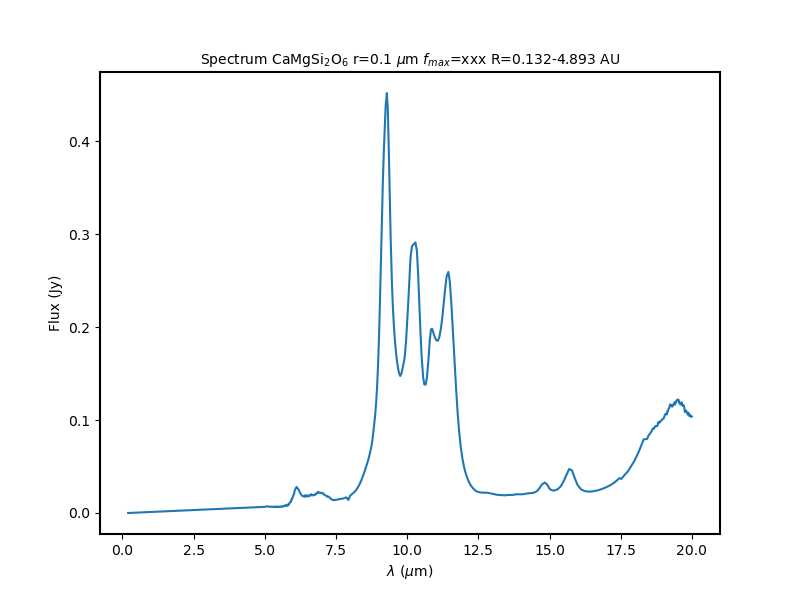 Spectrum CaMgSi₂O₆ r=0.1 μm fₘₐₓ=xxx R=0.132-4.893 AU
0.4
0.3
0.2
0.1
0.0
Flux (Jy)
0.0 2.5 5.0 7.5 10.0 12.5 15.0 17.5 20.0
λ (μm)